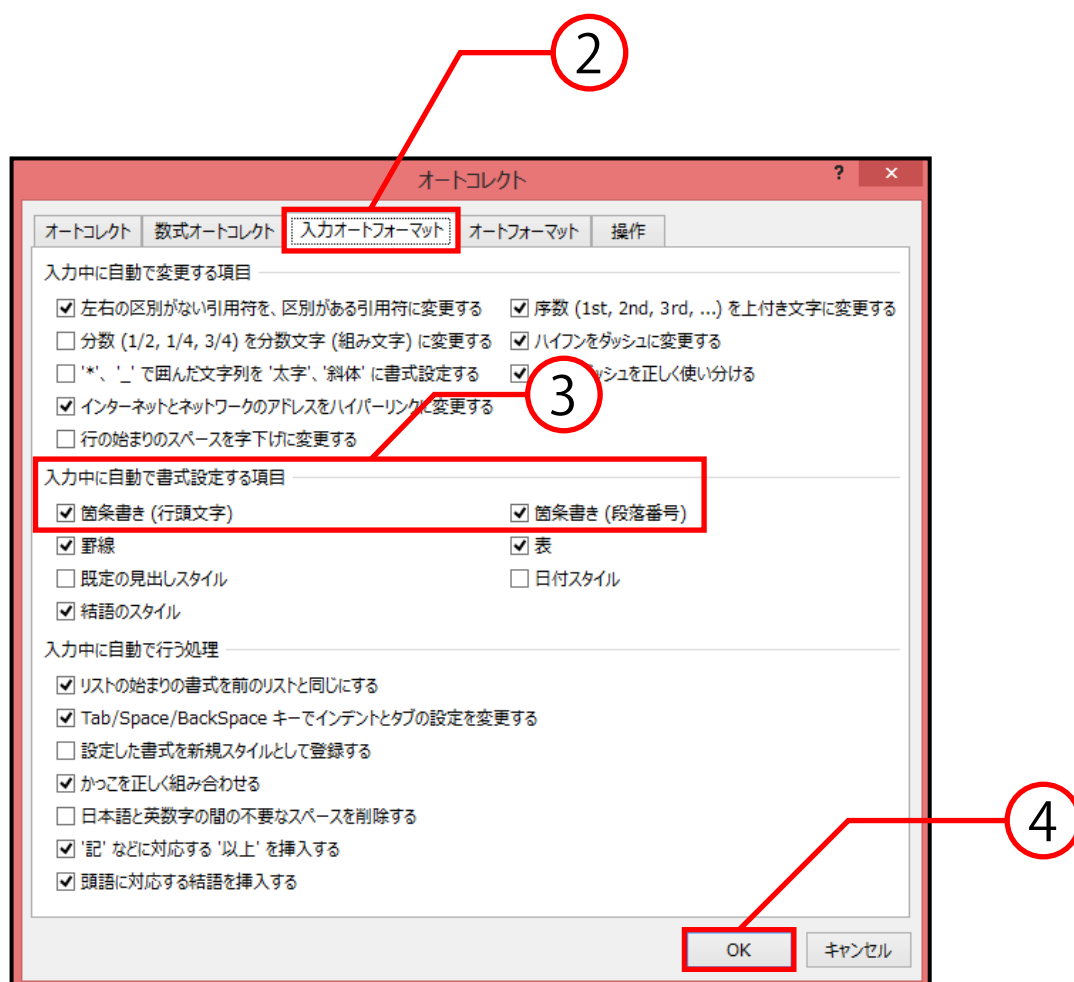 2
オートコレクト
?
×
オートコレクト 数式オートコレクト 入力オートフォーマット オートフォーマット 操作
入力中に自動で変更する項目
左右の区別がない引用符を、区別がある引用符に変更する 序数 (1st, 2nd, 3rd, ...) を上付き文字に変更する
分数 (1/2, 1/4, 3/4) を分数文字 (組み文字) に変更する ハイフンをダッシュに変更する
'*'、'_' で囲んだ文字列を '太字'、'斜体' に書式設定する ッシュを正しく使い分ける
3
インターネットとネットワークのアドレスをハイパーリンクに変更する
行の始まりのスペースを字下げに変更する
入力中に自動で書式設定する項目
箇条書き (行頭文字) 箇条書き (段落番号)
罫線 表
既定の見出しスタイル 日付スタイル
結語のスタイル
入力中に自動で行う処理
リストの始まりの書式を前のリストと同じにする
Tab/Space/BackSpace キーでインデントとタブの設定を変更する
設定した書式を新規スタイルとして登録する
かっこを正しく組み合わせる
日本語と英数字の間の不要なスペースを削除する
4
'記' などに対応する '以上' を挿入する
頭語に対応する結語を挿入する
OK キャンセル